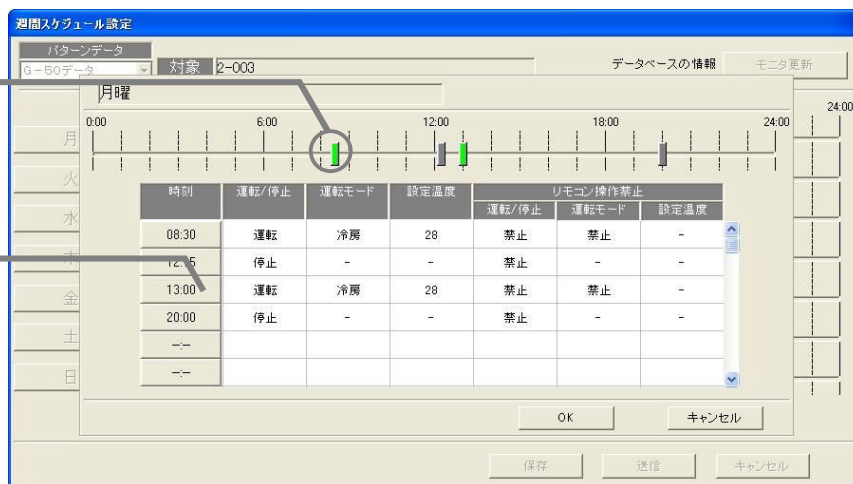 週間スケジュール設定
パターンデータ
G-50データ 対象 2-003 データベースの情報 モニタ更新
月曜
0:00 6:00 12:00 18:00 24:00
24:00
月
火
水
金
土
日
時刻 運転/停止 運転モード 設定温度 リモコン操作禁止
運転/停止 運転モード 設定温度
08:30 運転 冷房 28 禁止 禁止 -
停止 - - 禁止 - -
13:00 運転 冷房 28 禁止 禁止 -
20:00 停止 - - 禁止 - -
--:--
--:--
OK キャンセル
保存 送信 キャンセル